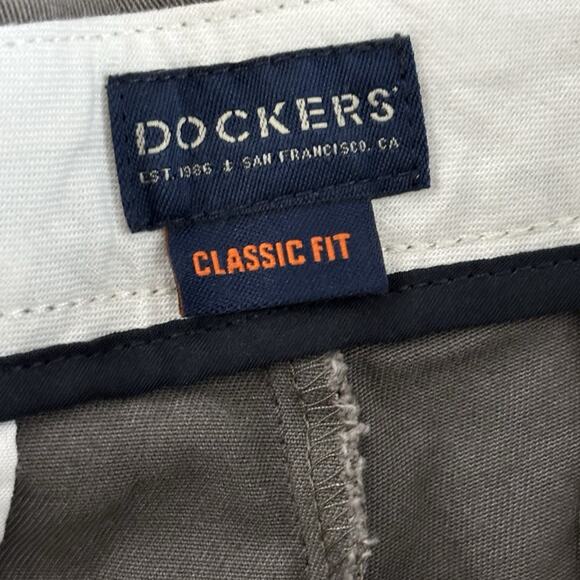 DOCKERS
EST. 1986 ⚓ SAN FRANCISCO, CA
CLASSIC FIT